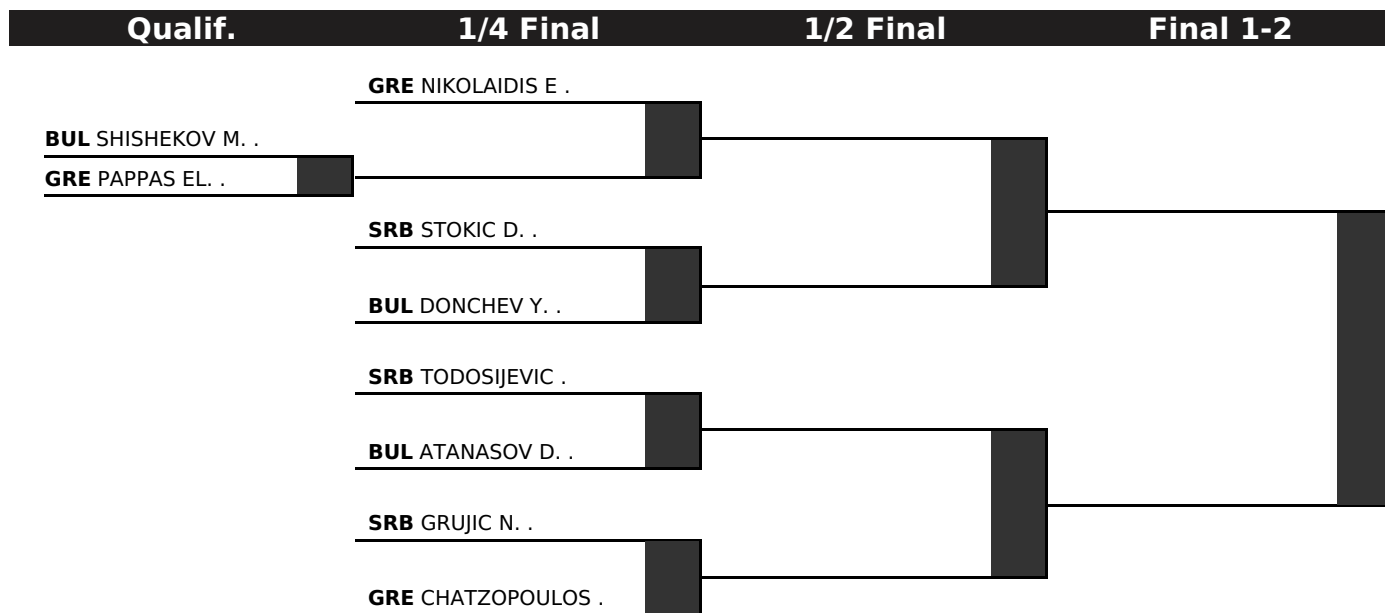 Qualif. 1/4 Final 1/2 Final Final 1-2
GRE NIKOLAIDIS E .
BUL SHISHEKOV M. .
GRE PAPPAS EL. .
SRB STOKIC D. .
BUL DONCHEV Y. .
SRB TODOSIJEVIC .
BUL ATANASOV D. .
SRB GRUJIC N. .
GRE CHATZOPOULOS .